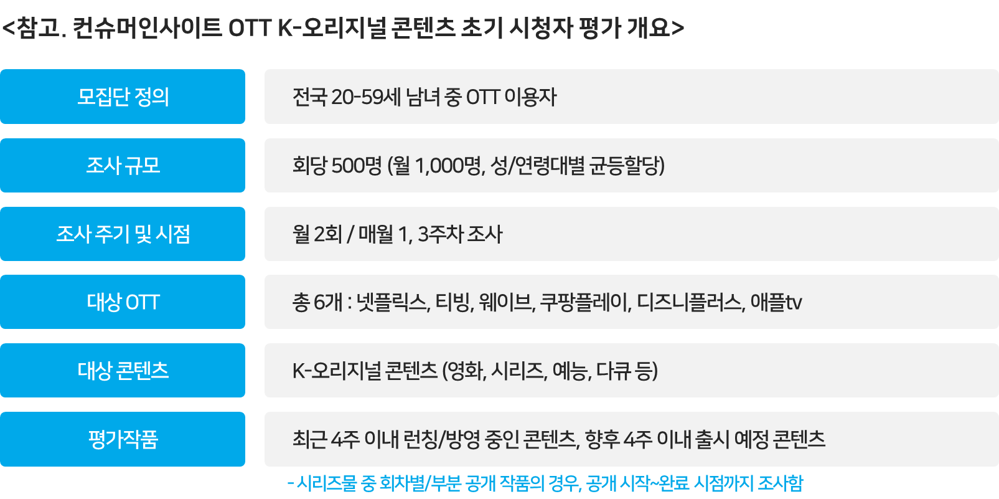 <참고. 컨슈머인사이트 OTT K-오리지널 콘텐츠 초기 시청자 평가 개요>
모집단 정의
전국 20-59세 남녀 중 OTT 이용자
조사 규모
회당 500명 (월 1,000명, 성/연령대별 균등할당)
조사 주기 및 시점
월 2회 / 매월 1, 3주차 조사
대상 OTT
총 6개 : 넷플릭스, 티빙, 웨이브, 쿠팡플레이, 디즈니플러스, 애플tv
대상 콘텐츠
K-오리지널 콘텐츠 (영화, 시리즈, 예능, 다큐 등)
평가작품
최근 4주 이내 런칭/방영 중인 콘텐츠, 향후 4주 이내 출시 예정 콘텐츠
- 시리즈물 중 회차별/부분 공개 작품의 경우, 공개 시작~완료 시점까지 조사함